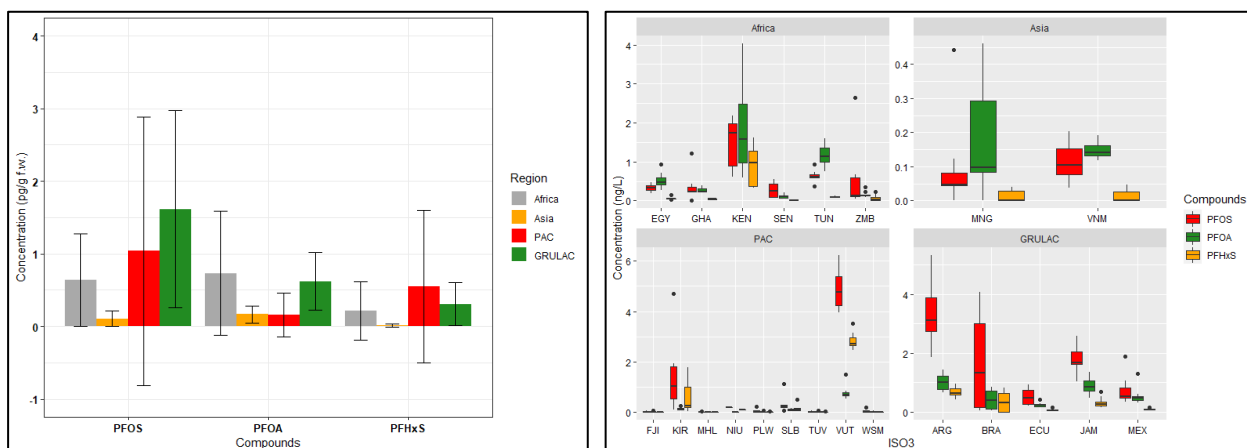 4
3
2
1
0
-1
Concentration (pg/g f.w.)
PFOS PFOA PFHxS
Compounds
Region
Africa
Asia
PAC
GRULAC
Africa
4
3
2
1
0
EGY GHA KEN SEN TUN ZMB
Asia
0.4
0.3
0.2
0.1
0.0
MNG VNM
Concentration (ng/L)
PAC
6
4
2
0
FJI KIR MHL NIU PLW SLB TUV VUT WSM
GRULAC
4
2
0
ARG BRA ECU JAM MEX
ISO3
Compounds
PFOS
PFOA
PFHxS